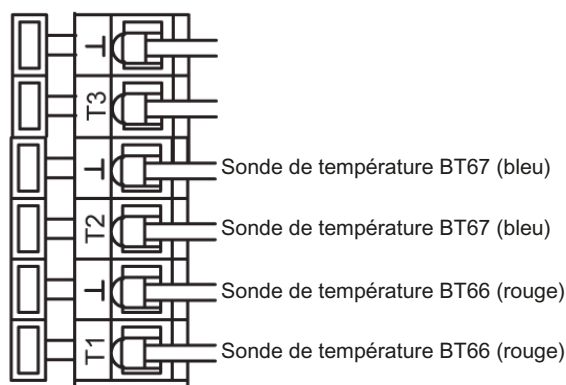 ⊥
T3
⊥ Sonde de température BT67 (bleu)
T2 Sonde de température BT67 (bleu)
⊥ Sonde de température BT66 (rouge)
T1 Sonde de température BT66 (rouge)